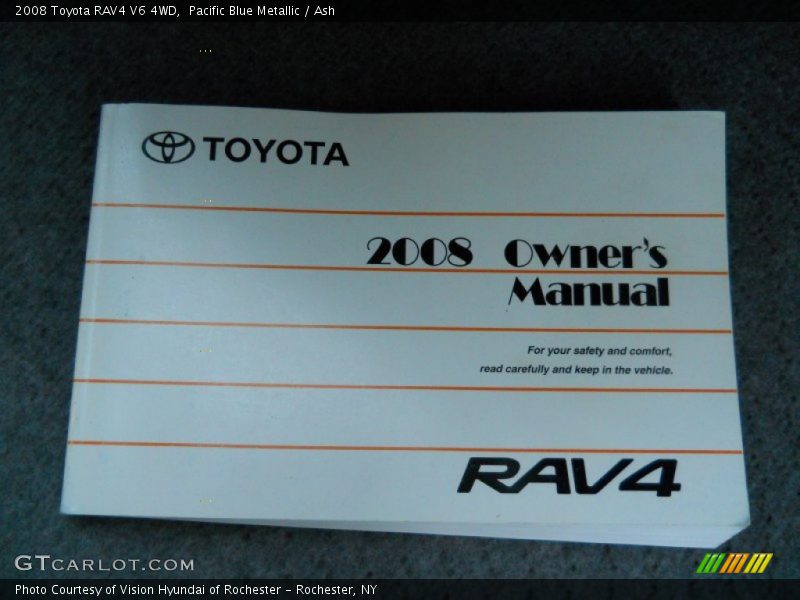 2008 Toyota RAV4 V6 4WD,  Pacific Blue Metallic / Ash
TOYOTA
2008 Owner's
Manual
For your safety and comfort,
read carefully and keep in the vehicle.
RAV4
GTCARLOT.COM
Photo Courtesy of Vision Hyundai of Rochester - Rochester, NY